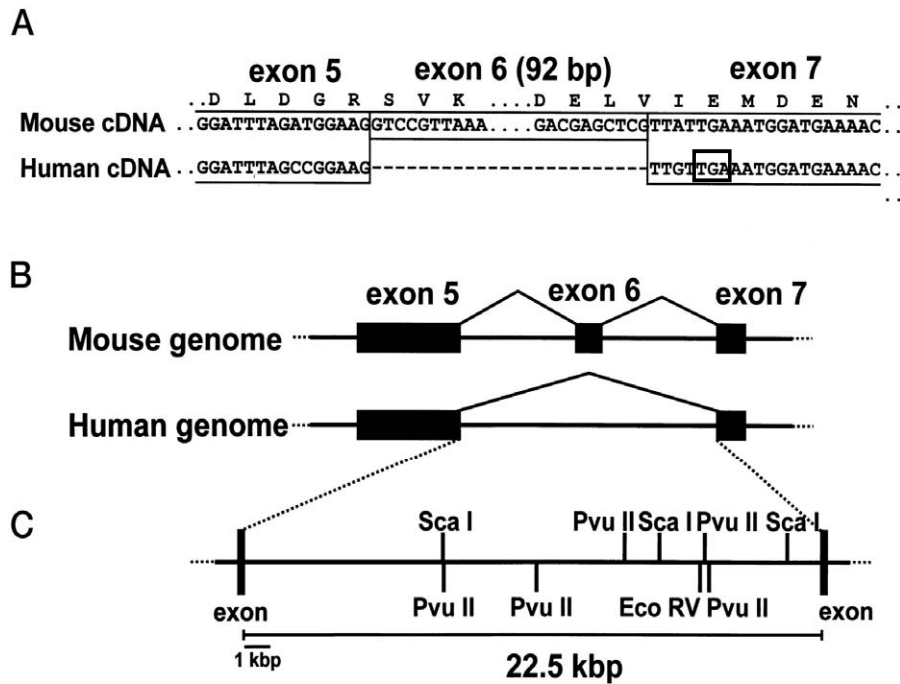 A
exon 5 exon 6 (92 bp) exon 7
..D L D G R S V K ....D E L V I E M D E N
Mouse cDNA ..GGATTTAGATGGAAGGTCCGTTAAA....GACGAGCTCGTTATTGAAATGGATGAAAAC..
Human cDNA ..GGATTTAGCCGGAAG----------------------TTGTTGAAATGGATGAAAAC..
..
B
exon 5 exon 6 exon 7
Mouse genome
Human genome
C
Sca I Pvu II Sca I Pvu II Sca I
exon Pvu II Pvu II Eco RV Pvu II exon
1 kbp
22.5 kbp